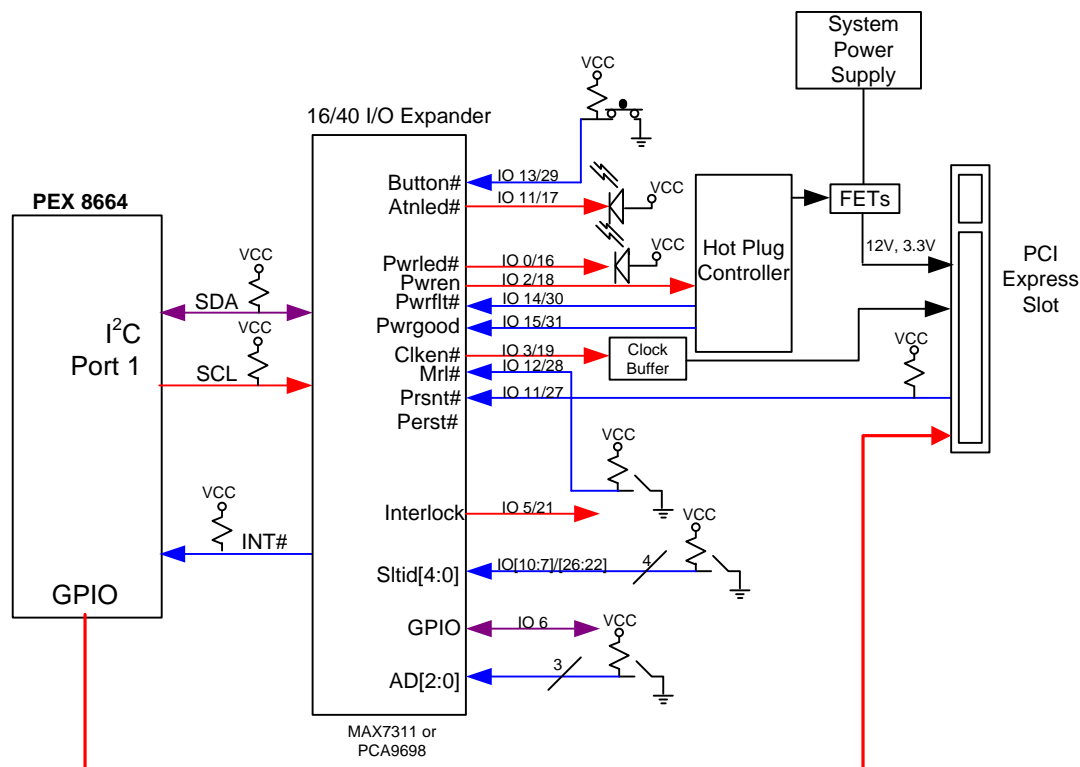 System
Power
Supply
VCC
16/40 I/O Expander
Button#
IO 13/29
Atnled#
IO 11/17
VCC
PEX 8664
FETs
Hot Plug
Controller
12V, 3.3V
PCI
Express
Slot
VCC
Pwrled#
IO 0/16
VCC
Pwren
IO 2/18
SDA
Pwrflt#
IO 14/30
I2C
Port 1
Pwrgood
IO 15/31
VCC
Clken#
IO 3/19
Clock
Buffer
VCC
SCL
Mrl#
IO 12/28
Prsnt#
IO 11/27
Perst#
VCC
VCC
Interlock
IO 5/21
VCC
INT#
Sltid[4:0]
IO[10:7]/[26:22]
4
GPIO
GPIO
IO 6
VCC
3
AD[2:0]
MAX7311 or
PCA9698